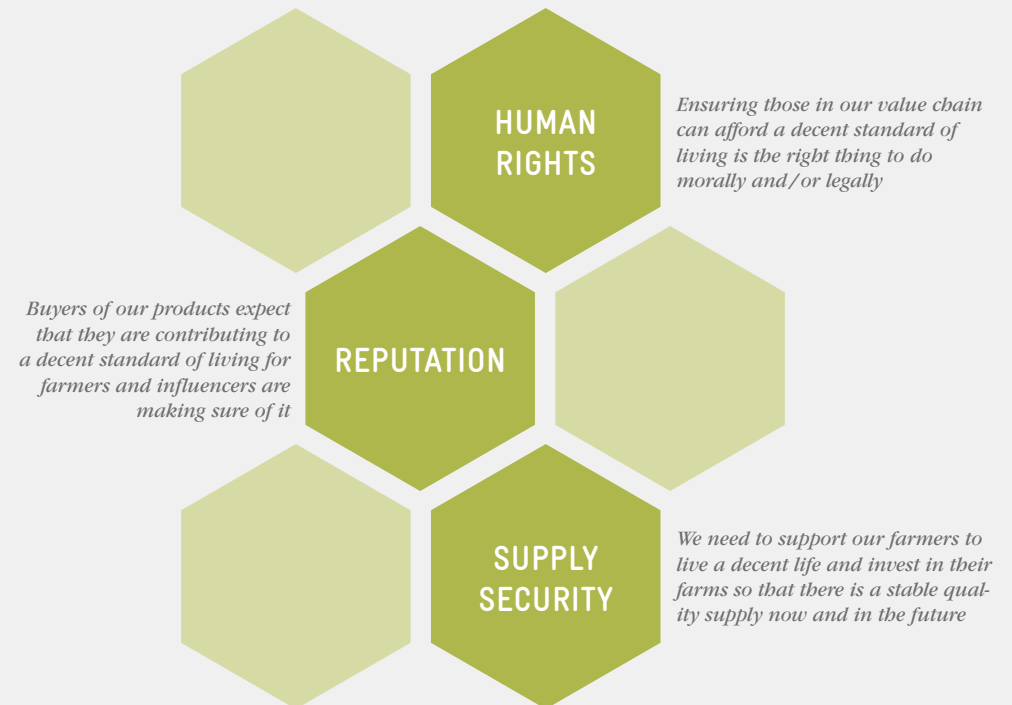 HUMAN
RIGHTS
Ensuring those in our value chain
can afford a decent standard of
living is the right thing to do
morally and/or legally
Buyers of our products expect
that they are contributing to
a decent standard of living for
farmers and influencers are
making sure of it
REPUTATION
SUPPLY
SECURITY
We need to support our farmers to
live a decent life and invest in their
farms so that there is a stable qual-
ity supply now and in the future